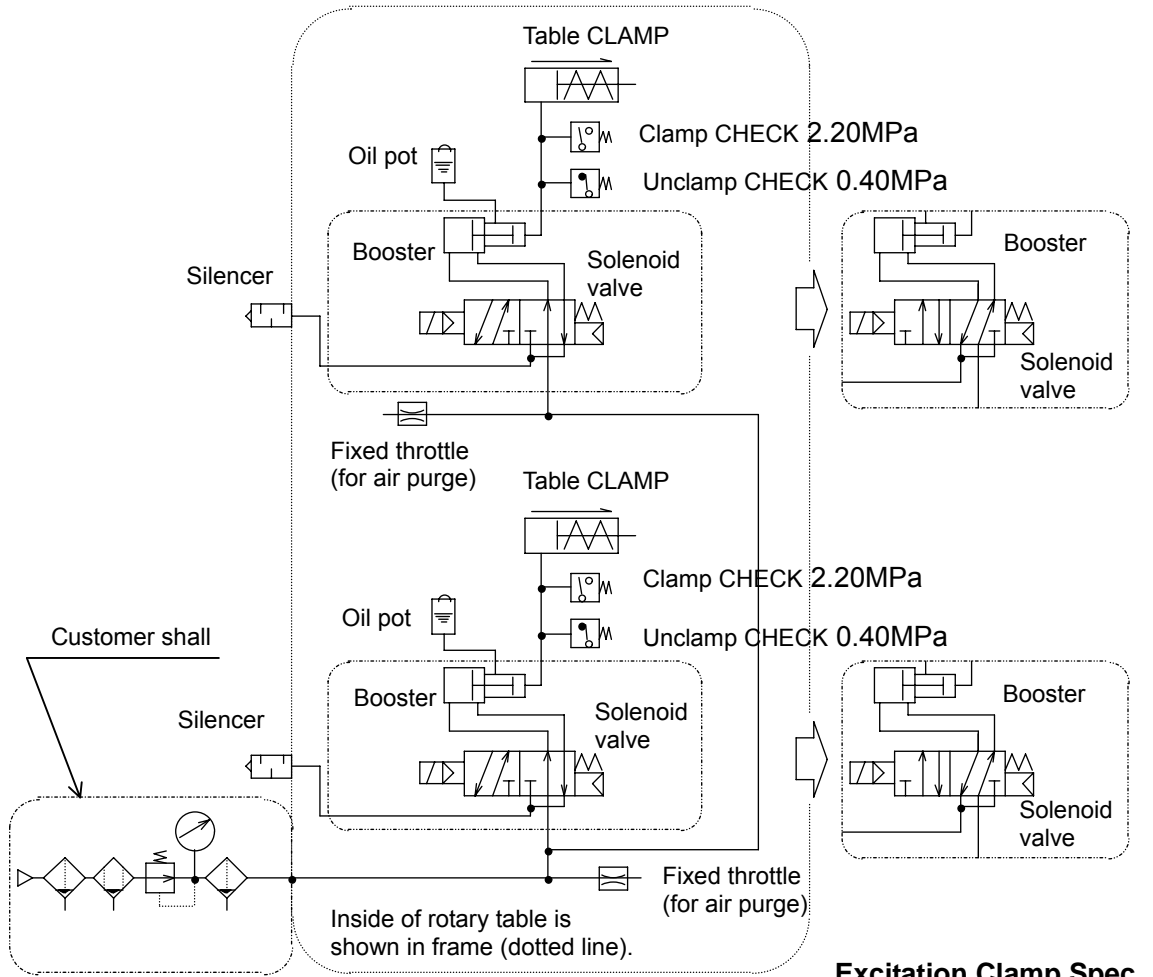 Table CLAMP
Clamp CHECK 2.20MPa
Oil pot
Unclamp CHECK 0.40MPa
Booster
Solenoid
valve
Silencer
Booster
Solenoid
valve
Fixed throttle
(for air purge)
Table CLAMP
Clamp CHECK 2.20MPa
Oil pot
Unclamp CHECK 0.40MPa
Customer shall
Booster
Solenoid
valve
Silencer
Booster
Solenoid
valve
Fixed throttle
(for air purge)
Inside of rotary table is
shown in frame (dotted line).
Excitation Clamp Spec